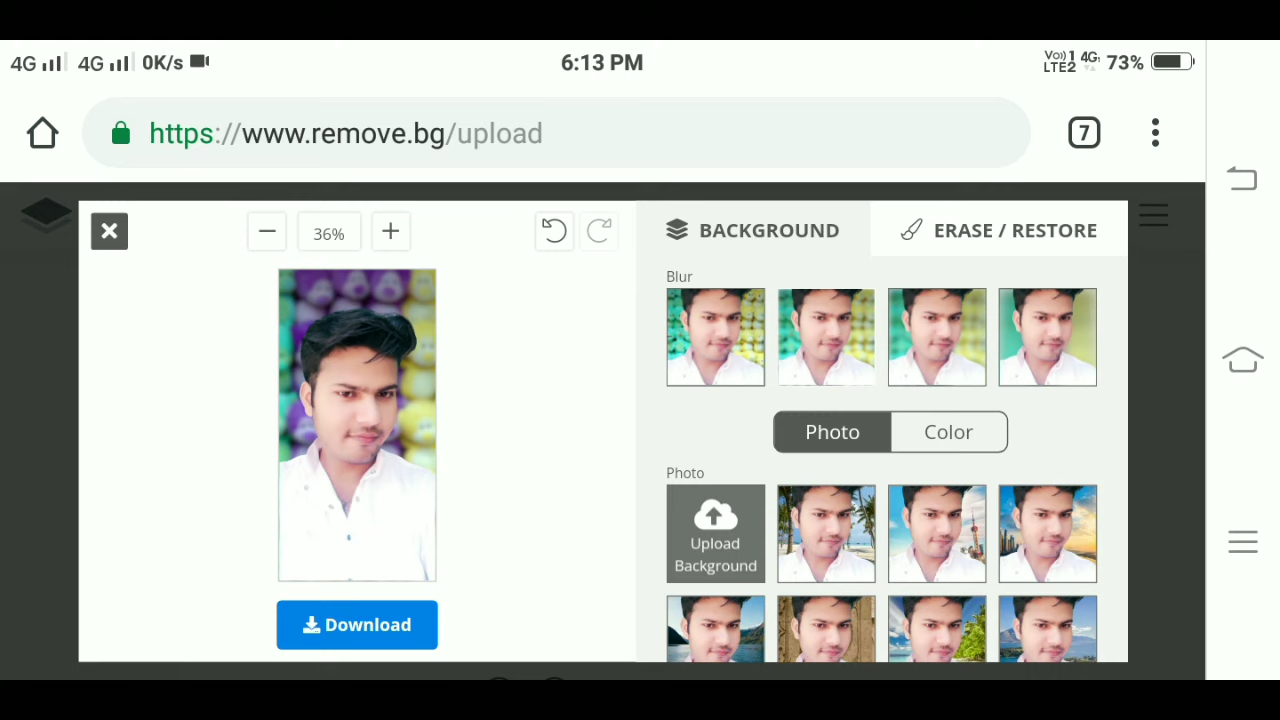 4G 4G 0K/s 6:13 PM Vo)) 1 4G 73%
LTE2
https://www.remove.bg/upload 7
36% BACKGROUND ERASE / RESTORE
Blur
Photo Color
Photo
Upload
Background
Download